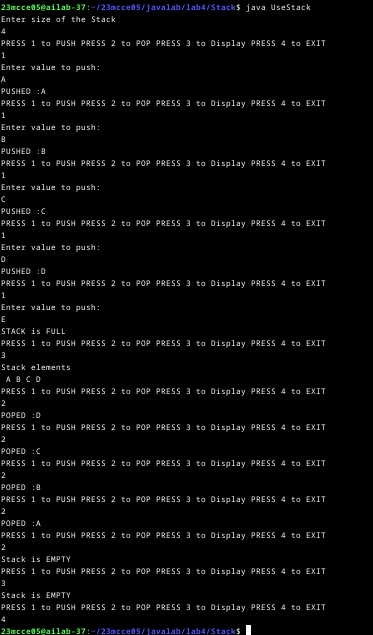 23mcce05@ailab-37:~/23mcce05/javalab/lab4/Stack$ java UseStack
Enter size of the Stack
4
PRESS 1 to PUSH PRESS 2 to POP PRESS 3 to Display PRESS 4 to EXIT
1
Enter value to push:
A
PUSHED :A
PRESS 1 to PUSH PRESS 2 to POP PRESS 3 to Display PRESS 4 to EXIT
1
Enter value to push:
B
PUSHED :B
PRESS 1 to PUSH PRESS 2 to POP PRESS 3 to Display PRESS 4 to EXIT
1
Enter value to push:
C
PUSHED :C
PRESS 1 to PUSH PRESS 2 to POP PRESS 3 to Display PRESS 4 to EXIT
1
Enter value to push:
D
PUSHED :D
PRESS 1 to PUSH PRESS 2 to POP PRESS 3 to Display PRESS 4 to EXIT
1
Enter value to push:
E
STACK is FULL
PRESS 1 to PUSH PRESS 2 to POP PRESS 3 to Display PRESS 4 to EXIT
3
Stack elements
 A B C D
PRESS 1 to PUSH PRESS 2 to POP PRESS 3 to Display PRESS 4 to EXIT
2
POPED :D
PRESS 1 to PUSH PRESS 2 to POP PRESS 3 to Display PRESS 4 to EXIT
2
POPED :C
PRESS 1 to PUSH PRESS 2 to POP PRESS 3 to Display PRESS 4 to EXIT
2
POPED :B
PRESS 1 to PUSH PRESS 2 to POP PRESS 3 to Display PRESS 4 to EXIT
2
POPED :A
PRESS 1 to PUSH PRESS 2 to POP PRESS 3 to Display PRESS 4 to EXIT
2
Stack is EMPTY
PRESS 1 to PUSH PRESS 2 to POP PRESS 3 to Display PRESS 4 to EXIT
3
Stack is EMPTY
PRESS 1 to PUSH PRESS 2 to POP PRESS 3 to Display PRESS 4 to EXIT
4
23mcce05@ailab-37:~/23mcce05/javalab/lab4/Stack$